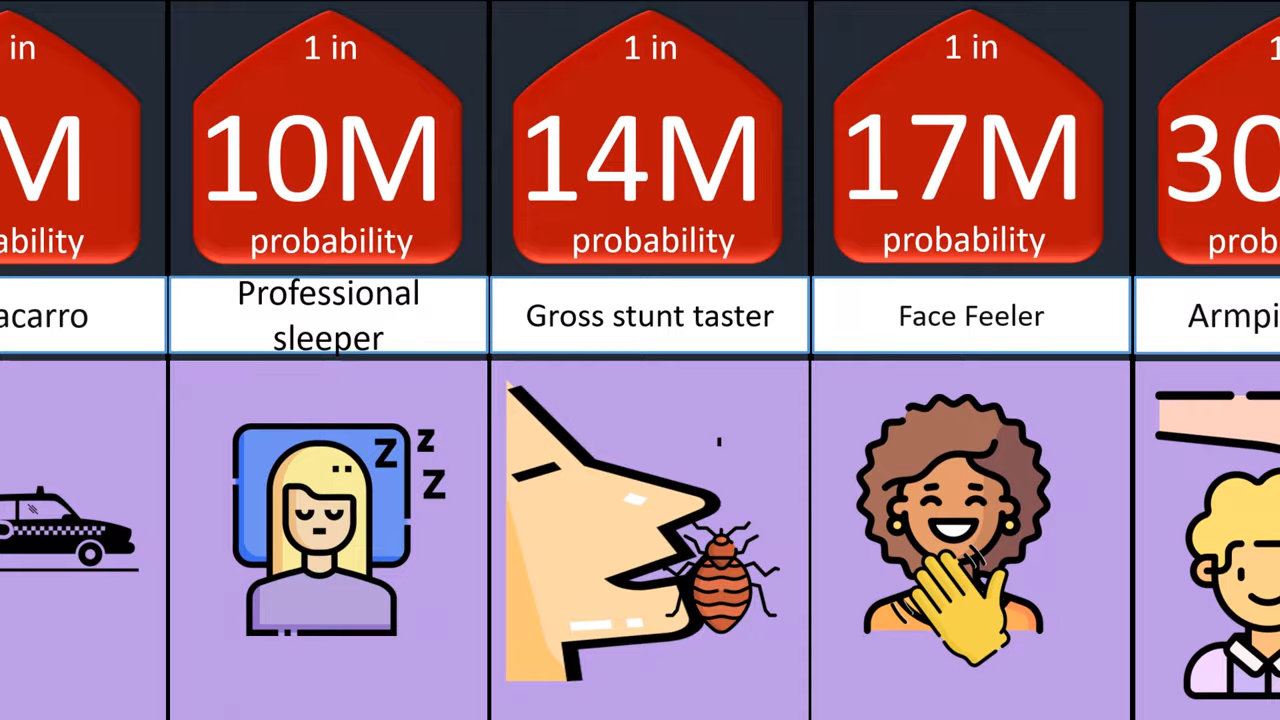 in
M
ability
acarro
1 in
10M
probability
Professional
sleeper
z
z
z
1 in
14M
probability
Gross stunt taster
1 in
17M
probability
Face Feeler
1
30
prob
Armpi